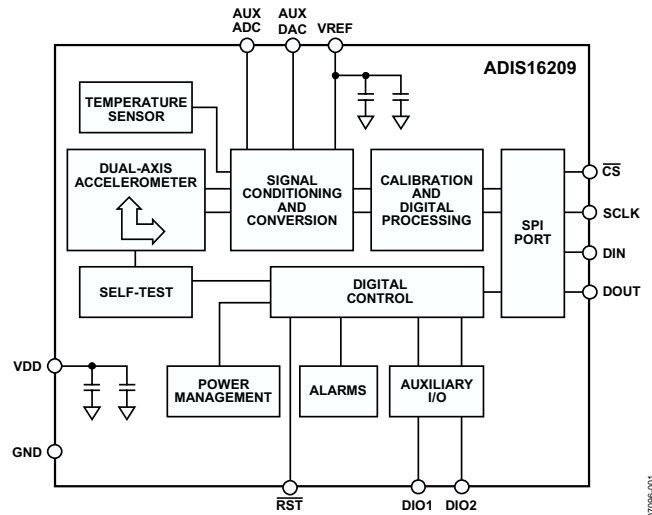 AUX
ADC
AUX
DAC
VREF
ADIS16209
TEMPERATURE
SENSOR
DUAL-AXIS
ACCELEROMETER
SIGNAL
CONDITIONING
AND
CONVERSION
CALIBRATION
AND
DIGITAL
PROCESSING
SPI
PORT
CS
SCLK
DIN
DOUT
SELF-TEST
DIGITAL
CONTROL
VDD
POWER
MANAGEMENT
ALARMS
AUXILIARY
I/O
GND
RST
DIO1
DIO2
07096-001